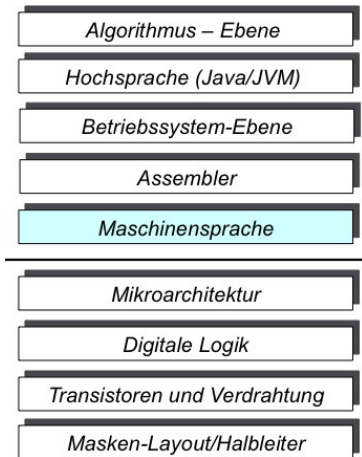 Algorithmus – Ebene
Hochsprache (Java/JVM)
Betriebssystem-Ebene
Assembler
Maschinensprache
Mikroarchitektur
Digitale Logik
Transistoren und Verdrahtung
Masken-Layout/Halbleiter